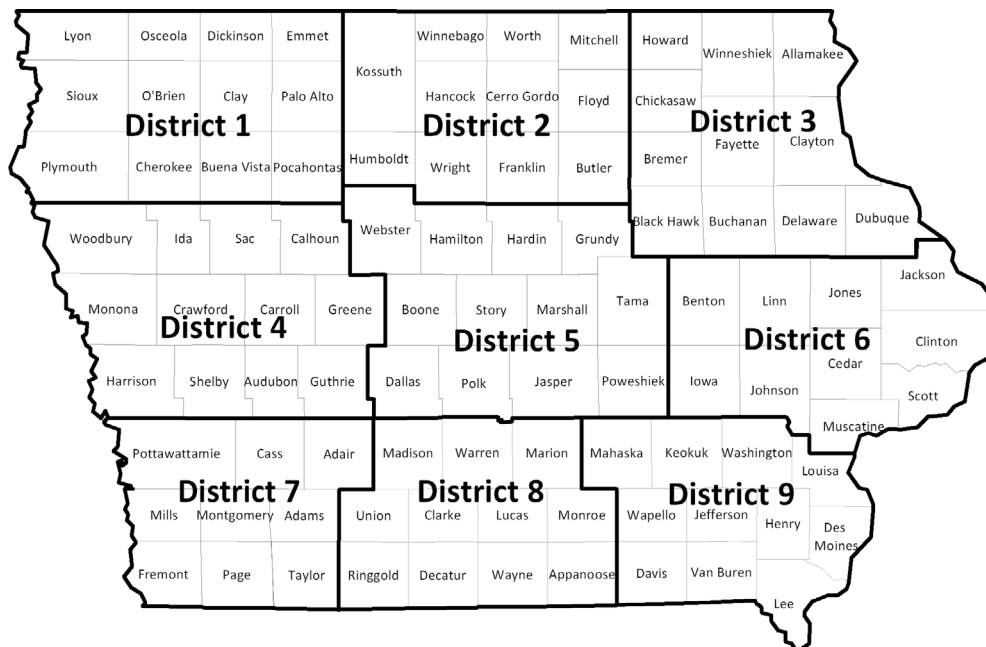 Lyon Osceola Dickinson Emmet
Sioux O'Brien Clay Palo Alto
District 1
Plymouth Cherokee Buena Vista Pocahontas
Kossuth Winnebago Worth Mitchell
Hancock Cerro Gordo Floyd
District 2
Humboldt Wright Franklin Butler
Howard Winneshiek Allamakee
Chickasaw
District 3
Bremer Fayette Clayton
Black Hawk Buchanan Delaware Dubuque
Woodbury Ida Sac Calhoun
Monona Crawford Carroll Greene
District 4
Harrison Shelby Audubon Guthrie
Webster Hamilton Hardin Grundy
Boone Story Marshall Tama
District 5
Dallas Polk Jasper Poweshiek
Jackson
Benton Linn Jones
Clinton
District 6
Cedar
Iowa Johnson Scott
Muscatine
Pottawattamie Cass Adair
District 7
Mills Montgomery Adams
Fremont Page Taylor
Madison Warren Marion
District 8
Union Clarke Lucas Monroe
Ringgold Decatur Wayne Appanoose
Mahaska Keokuk Washington Louisa
District 9
Wapello Jefferson Henry Des
Moines
Davis Van Buren
Lee